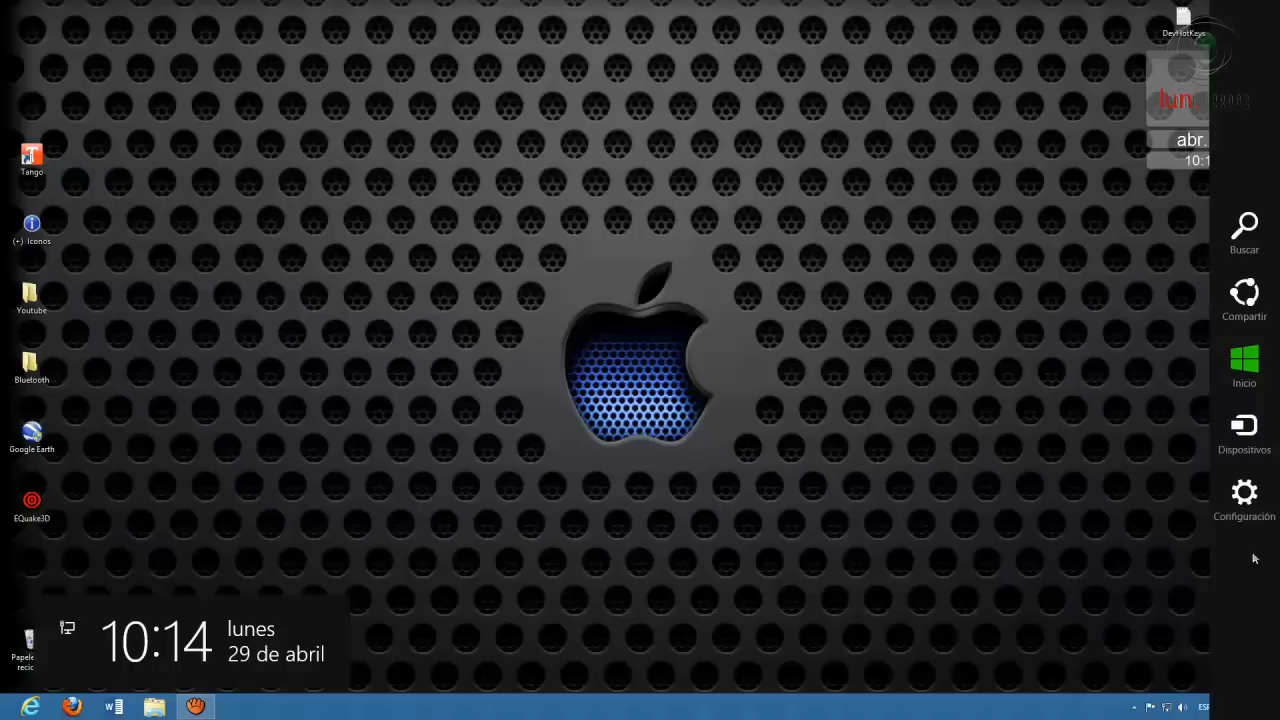 DevHotKeys
lun
abr.
10:1
Tango
(+) Iconos
Youtube
Bluetooth
Google Earth
EQuake3D
Papele
recic
Buscar
Compartir
Inicio
Dispositivos
Configuración
10:14
lunes
29 de abril
ESP